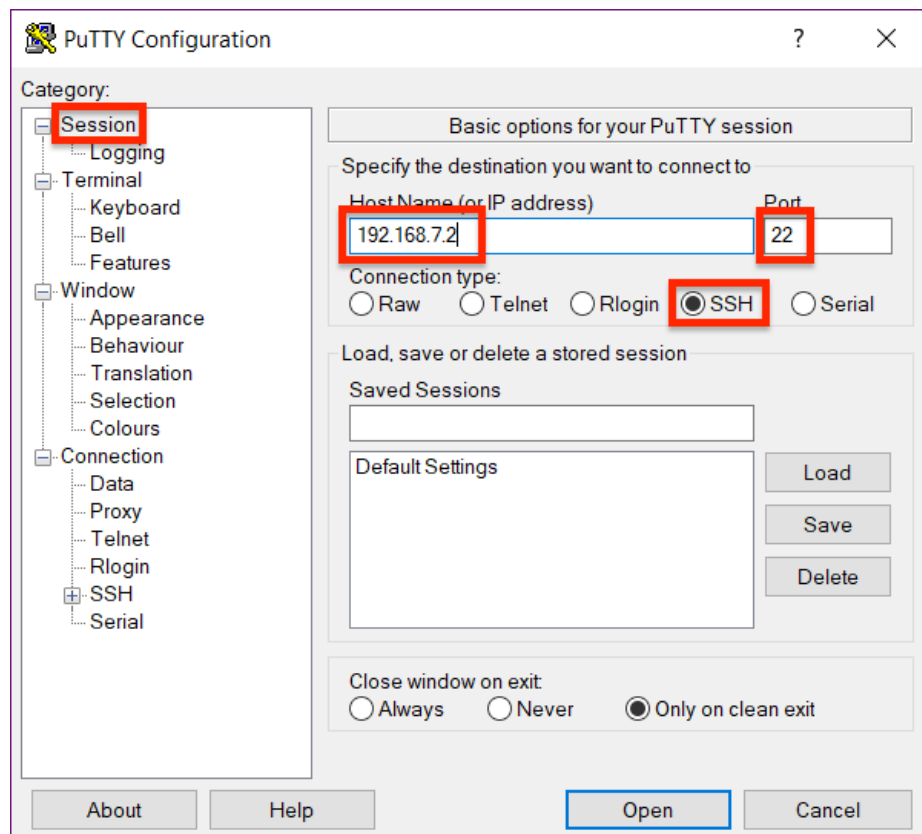 PuTTY Configuration
?
Category:
Session
Logging
Terminal
Keyboard
Bell
Features
Window
Appearance
Behaviour
Translation
Selection
Colours
Connection
Data
Proxy
Telnet
Rlogin
SSH
Serial
Basic options for your PuTTY session
Specify the destination you want to connect to
Host Name (or IP address) Port
192.168.7.2 22
Connection type:
Raw Telnet Rlogin SSH Serial
Load, save or delete a stored session
Saved Sessions
Default Settings
Load
Save
Delete
Close window on exit:
Always Never Only on clean exit
About Help Open Cancel